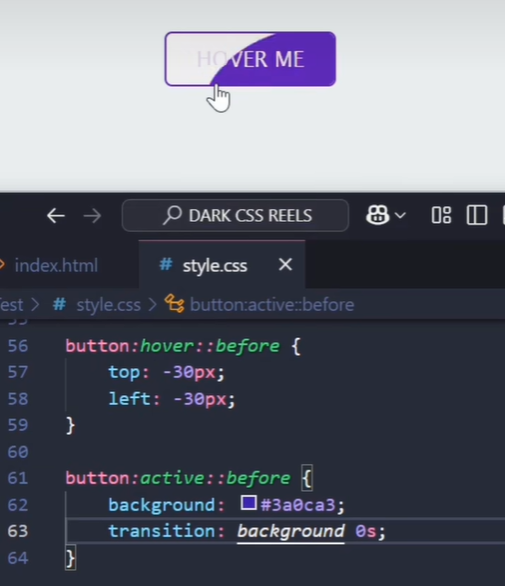 HOVER ME
DARK CSS REELS
index.html
# style.css
est > # style.css > button:active::before
56 button:hover::before {
57 top: -30px;
58 left: -30px;
59 }
60
61 button:active::before {
62 background: #3a0ca3;
63 transition: background 0s;
64 }